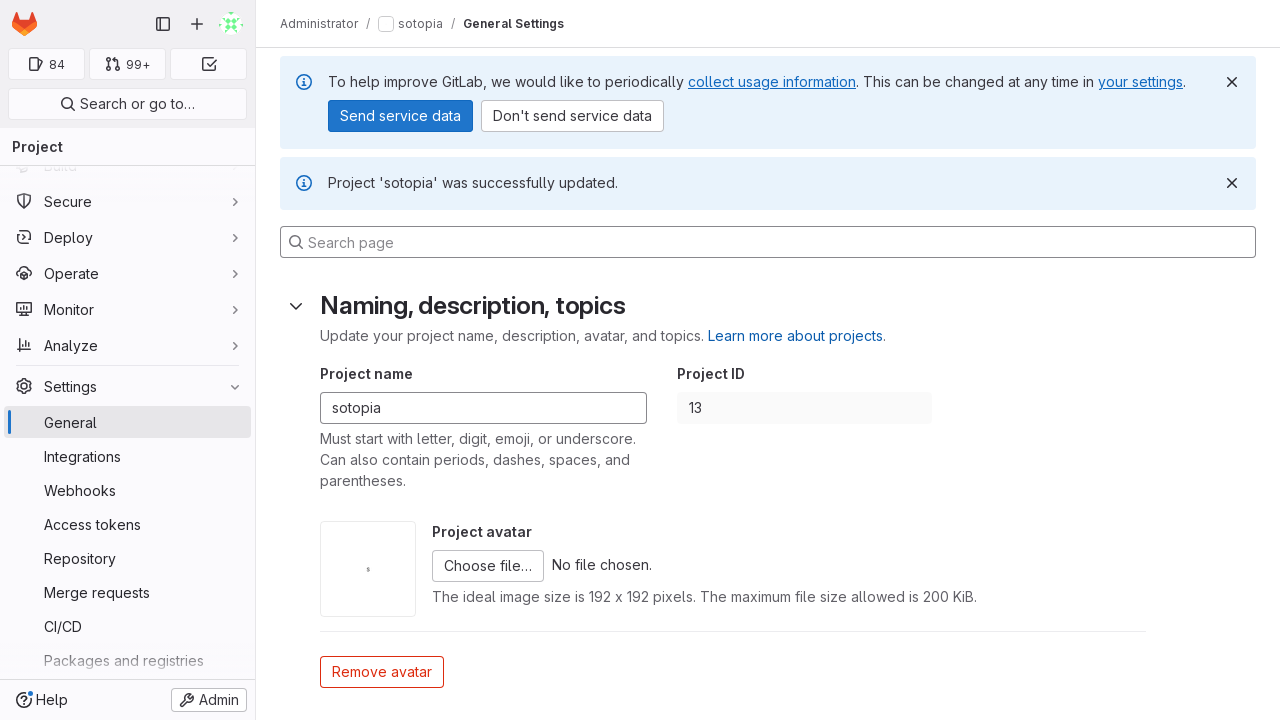 Administrator / sotopia / General Settings
84
99+
Search or go to…
Project
Build
Secure
Deploy
Operate
Monitor
Analyze
Settings
General
Integrations
Webhooks
Access tokens
Repository
Merge requests
CI/CD
Packages and registries
Help
Admin
To help improve GitLab, we would like to periodically collect usage information. This can be changed at any time in your settings.
Send service data
Don't send service data
Project 'sotopia' was successfully updated.
Search page
Naming, description, topics
Update your project name, description, avatar, and topics. Learn more about projects.
Project name
Project ID
sotopia
13
Must start with letter, digit, emoji, or underscore.
Can also contain periods, dashes, spaces, and
parentheses.
Project avatar
Choose file…
No file chosen.
The ideal image size is 192 x 192 pixels. The maximum file size allowed is 200 KiB.
Remove avatar